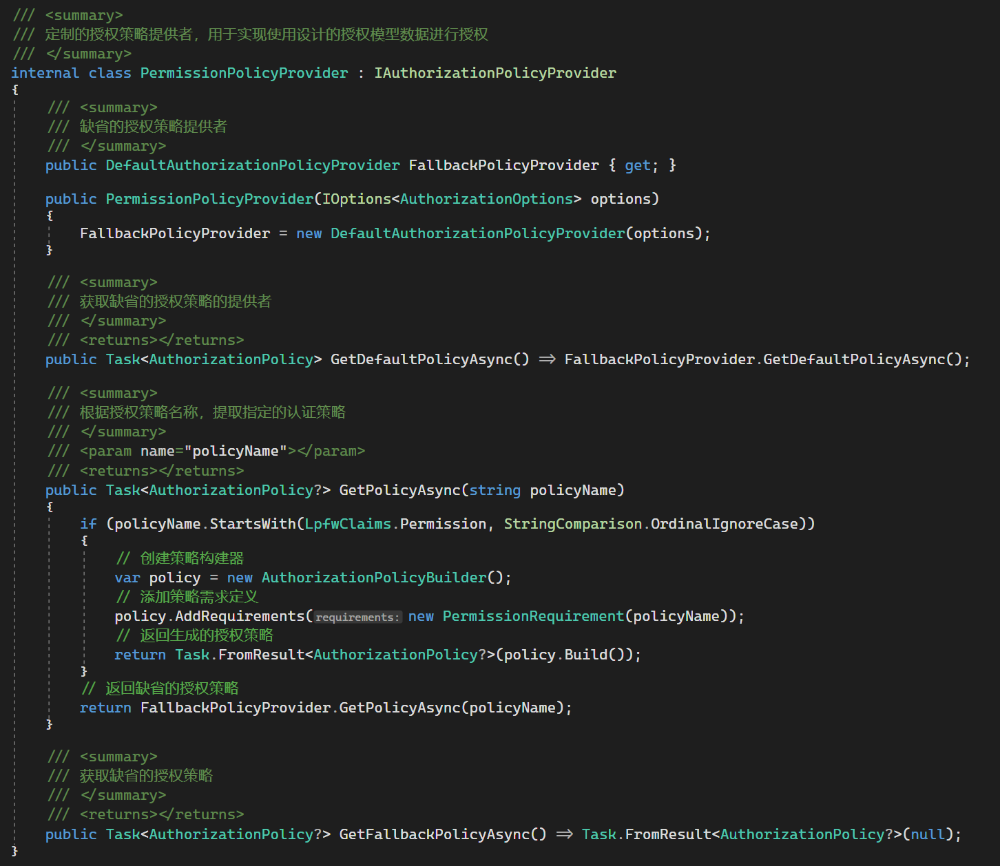 /// <summary>
/// 定制的授权策略提供者，用于实现使用设计的授权模型数据进行授权
/// </summary>
internal class PermissionPolicyProvider : IAuthorizationPolicyProvider
{
    /// <summary>
    /// 缺省的授权策略提供者
    /// </summary>
    public DefaultAuthorizationPolicyProvider FallbackPolicyProvider { get; }

    public PermissionPolicyProvider(IOptions<AuthorizationOptions> options)
    {
        FallbackPolicyProvider = new DefaultAuthorizationPolicyProvider(options);
    }

    /// <summary>
    /// 获取缺省的授权策略的提供者
    /// </summary>
    /// <returns></returns>
    public Task<AuthorizationPolicy> GetDefaultPolicyAsync() => FallbackPolicyProvider.GetDefaultPolicyAsync();

    /// <summary>
    /// 根据授权策略名称，提取指定的认证策略
    /// </summary>
    /// <param name="policyName"></param>
    /// <returns></returns>
    public Task<AuthorizationPolicy?> GetPolicyAsync(string policyName)
    {
        if (policyName.StartsWith(LpfwClaims.Permission, StringComparison.OrdinalIgnoreCase))
        {
            // 创建策略构建器
            var policy = new AuthorizationPolicyBuilder();
            // 添加策略需求定义
            policy.AddRequirements(requirements: new PermissionRequirement(policyName));
            // 返回生成的授权策略
            return Task.FromResult<AuthorizationPolicy?>(policy.Build());
        }
        // 返回缺省的授权策略
        return FallbackPolicyProvider.GetPolicyAsync(policyName);
    }

    /// <summary>
    /// 获取缺省的授权策略
    /// </summary>
    /// <returns></returns>
    public Task<AuthorizationPolicy?> GetFallbackPolicyAsync() => Task.FromResult<AuthorizationPolicy?>(null);
}